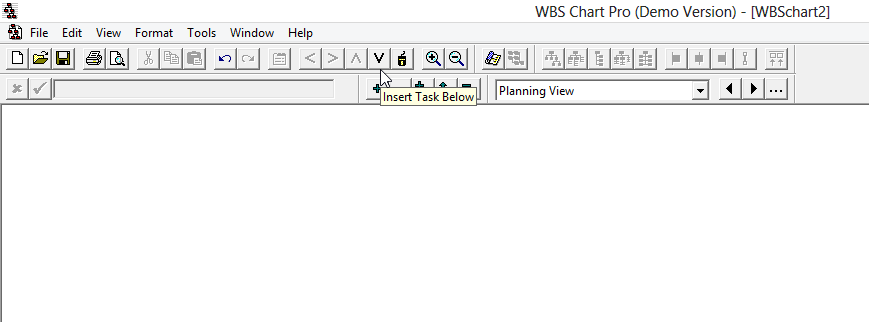 WBS Chart Pro (Demo Version) - [WBSchart2]
File Edit View Format Tools Window Help
Insert Task Below
Planning View